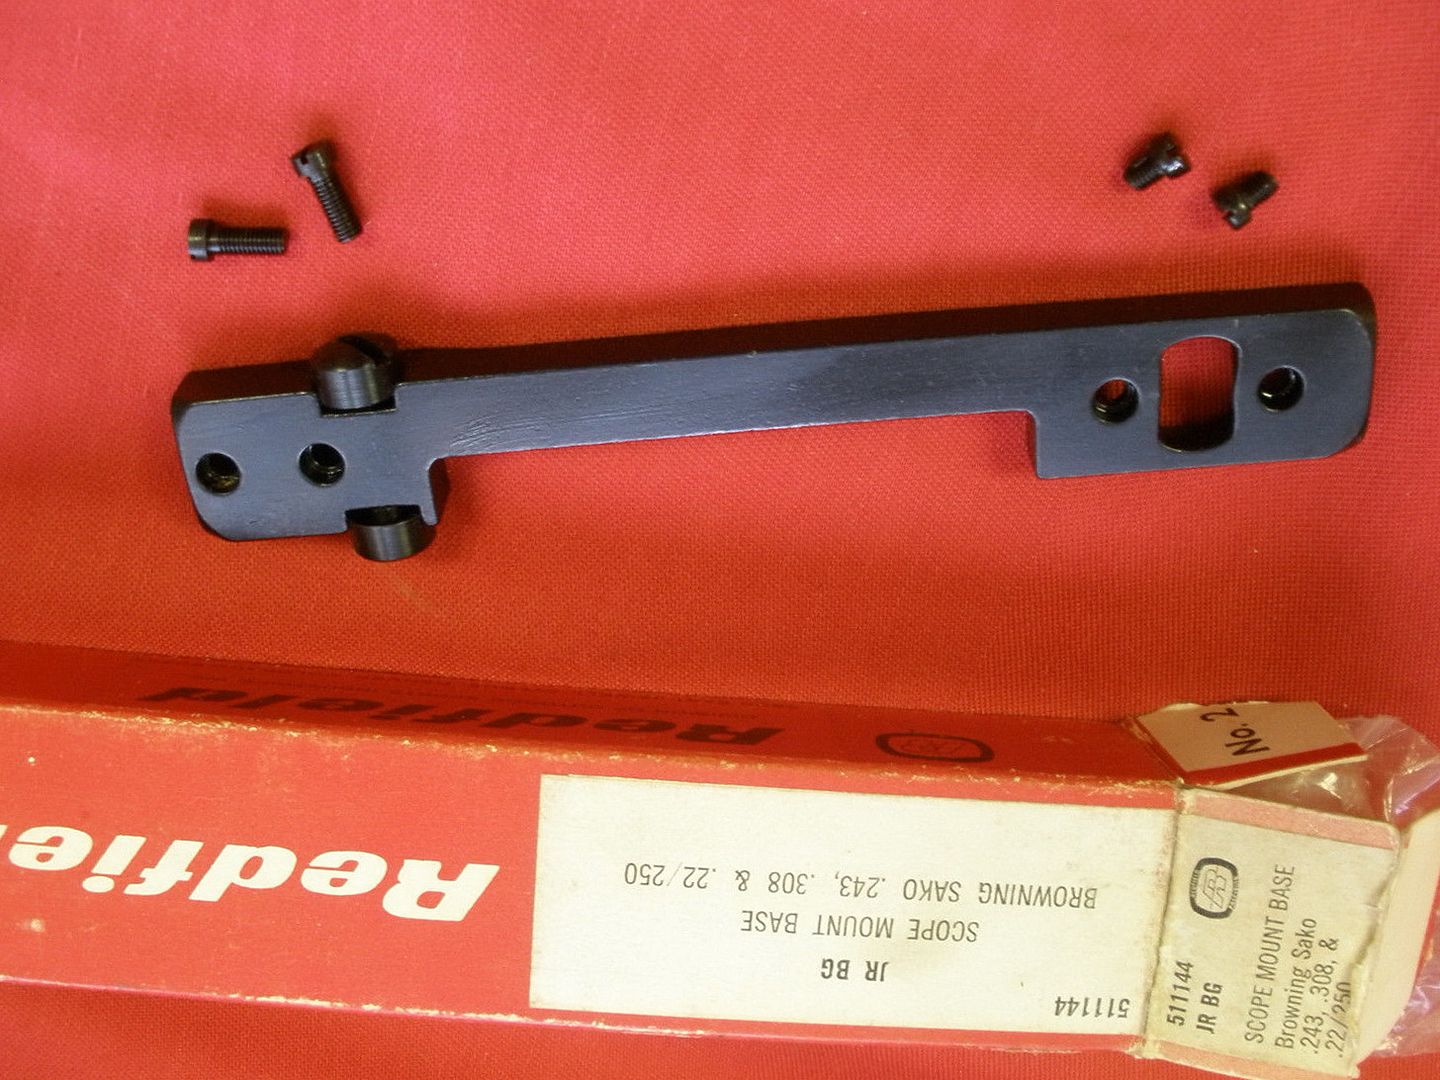 Redfield
Redfie
511144
JR BG
SCOPE MOUNT BASE
BROWNING SAKO .243, .308 & .22/250
No. 2
511144
JR BG
SCOPE MOUNT BASE
Browning Sako
.243, .308, &
.22/250